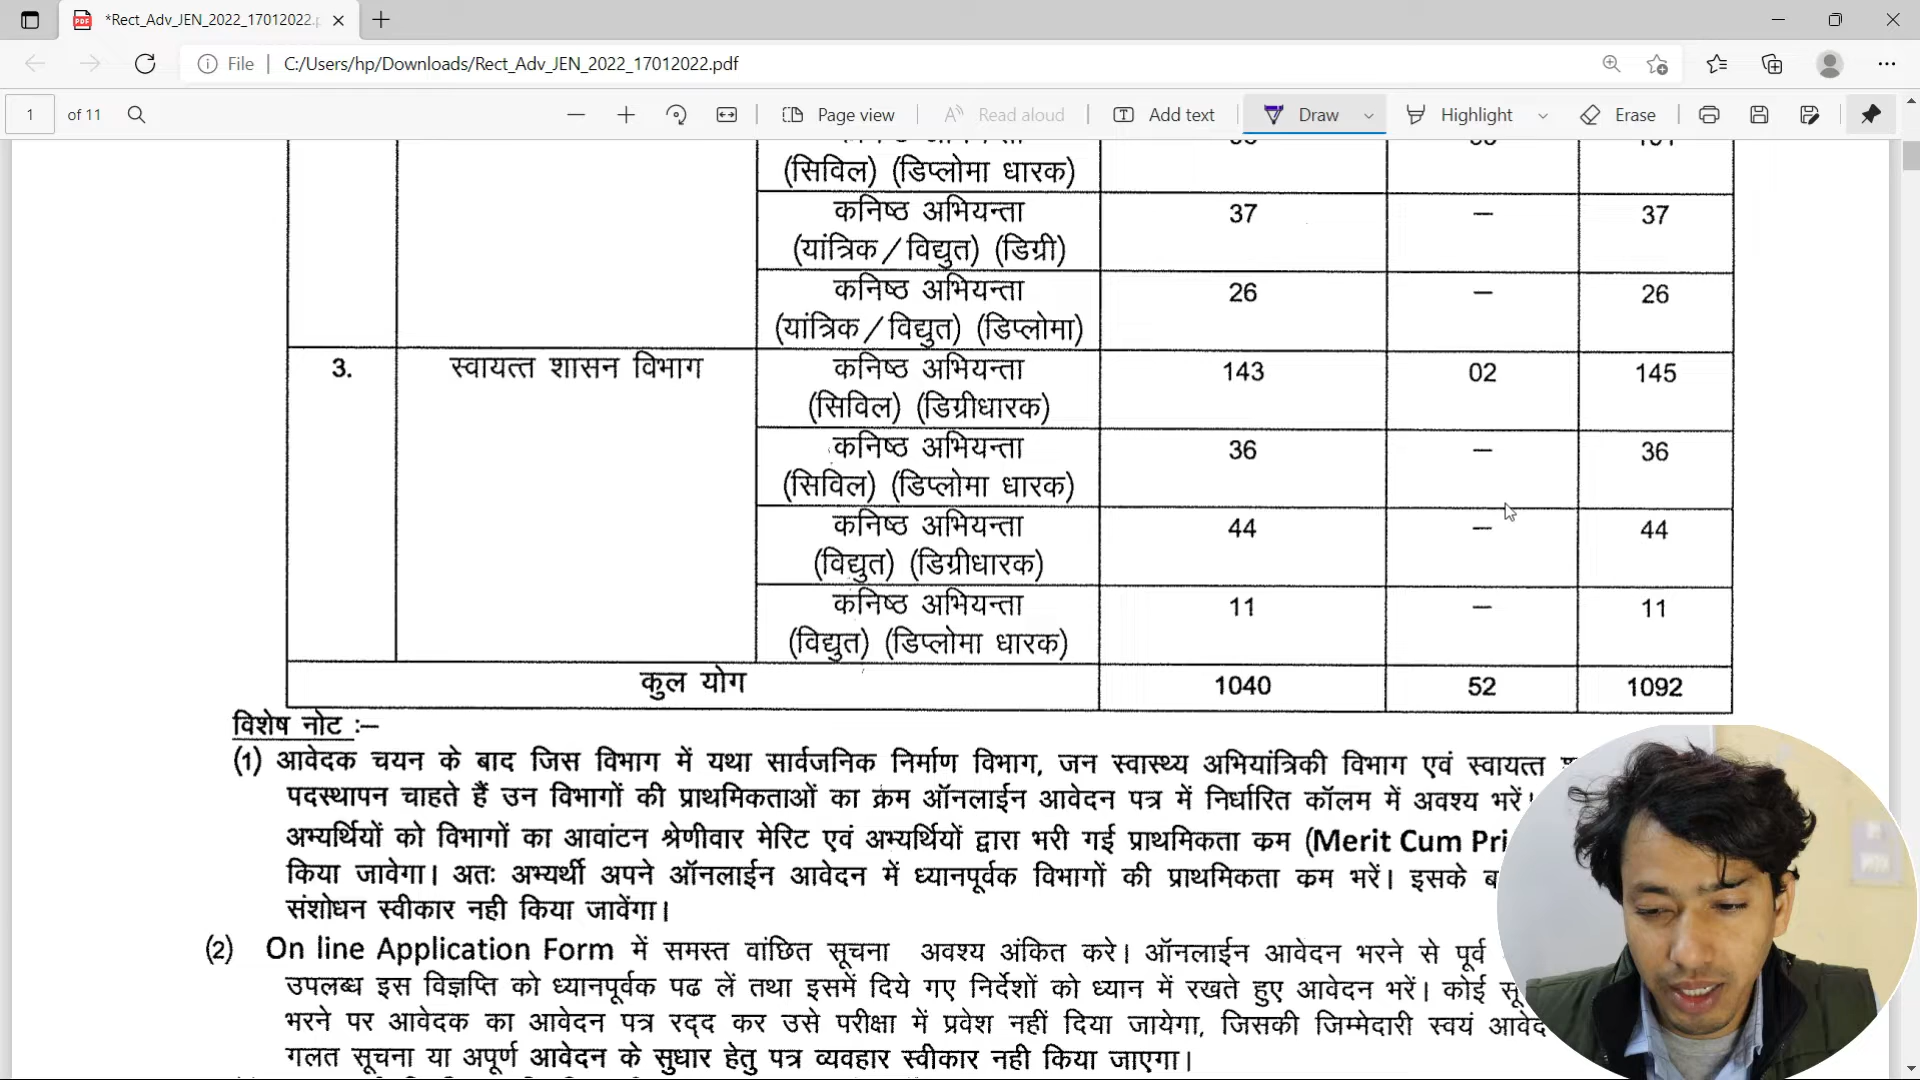 *Rect_Adv_JEN_2022_17012022.p
File C:/Users/hp/Downloads/Rect_Adv_JEN_2022_17012022.pdf
1 of 11 Page view Read aloud Add text Draw Highlight Erase
(सिविल) (डिप्लोमा धारक)
कनिष्ठ अभियन्ता 37 — 37
(यांत्रिक/विद्युत) (डिग्री)
कनिष्ठ अभियन्ता 26 — 26
(यांत्रिक/विद्युत) (डिप्लोमा)
3. स्वायत्त शासन विभाग कनिष्ठ अभियन्ता 143 02 145
(सिविल) (डिग्रीधारक)
कनिष्ठ अभियन्ता 36 — 36
(सिविल) (डिप्लोमा धारक)
कनिष्ठ अभियन्ता 44 — 44
(विद्युत) (डिग्रीधारक)
कनिष्ठ अभियन्ता 11 — 11
(विद्युत) (डिप्लोमा धारक)
कुल योग 1040 52 1092
विशेष नोट :—
(1) आवेदक चयन के बाद जिस विभाग में यथा सार्वजनिक निर्माण विभाग, जन स्वास्थ्य अभियांत्रिकी विभाग एवं स्वायत्त
पदस्थापन चाहते हैं उन विभागों की प्राथमिकताओं का क्रम ऑनलाईन आवेदन पत्र में निर्धारित कॉलम में अवश्य भरें।
अभ्यर्थियों को विभागों का आवांटन श्रेणीवार मेरिट एवं अभ्यर्थियों द्वारा भरी गई प्राथमिकता कम (Merit Cum Pri
किया जावेगा। अतः अभ्यर्थी अपने ऑनलाईन आवेदन में ध्यानपूर्वक विभागों की प्राथमिकता कम भरें। इसके
संशोधन स्वीकार नही किया जावेंगा।
(2) On line Application Form में समस्त वांछित सूचना अवश्य अंकित करे। ऑनलाईन आवेदन भरने से पूर्व
उपलब्ध इस विज्ञप्ति को ध्यानपूर्वक पढ लें तथा इसमें दिये गए निर्देशों को ध्यान में रखते हुए आवेदन भरें। कोई
भरने पर आवेदक का आवेदन पत्र रद्द कर उसे परीक्षा में प्रवेश नहीं दिया जायेगा, जिसकी जिम्मेदारी स्वयं
गलत सूचना या अपूर्ण आवेदन के सुधार हेतु पत्र व्यवहार स्वीकार नही किया जाएगा।